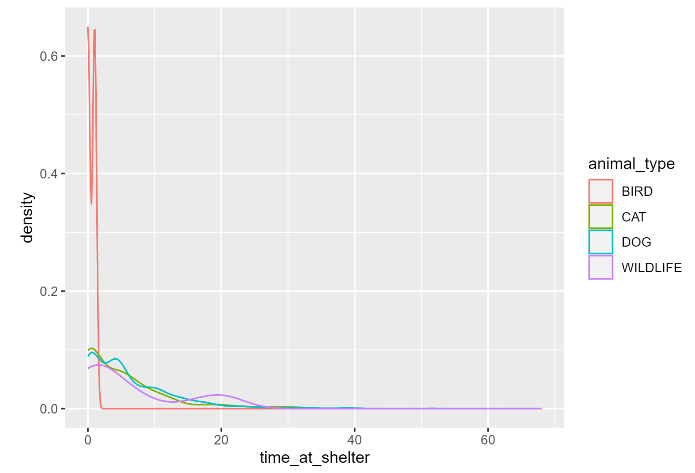 0.6
0.4
0.2
0.0
density
0
20
40
60
time_at_shelter
animal_type
BIRD
CAT
DOG
WILDLIFE